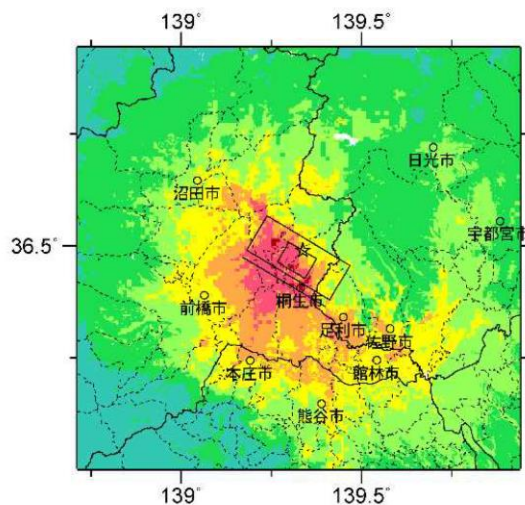 139° 139.5°
日光市
沼田市
宇都宮市
36.5°
桐生市
前橋市
足利市
佐野市
本庄市 館林市
熊谷市
139° 139.5°